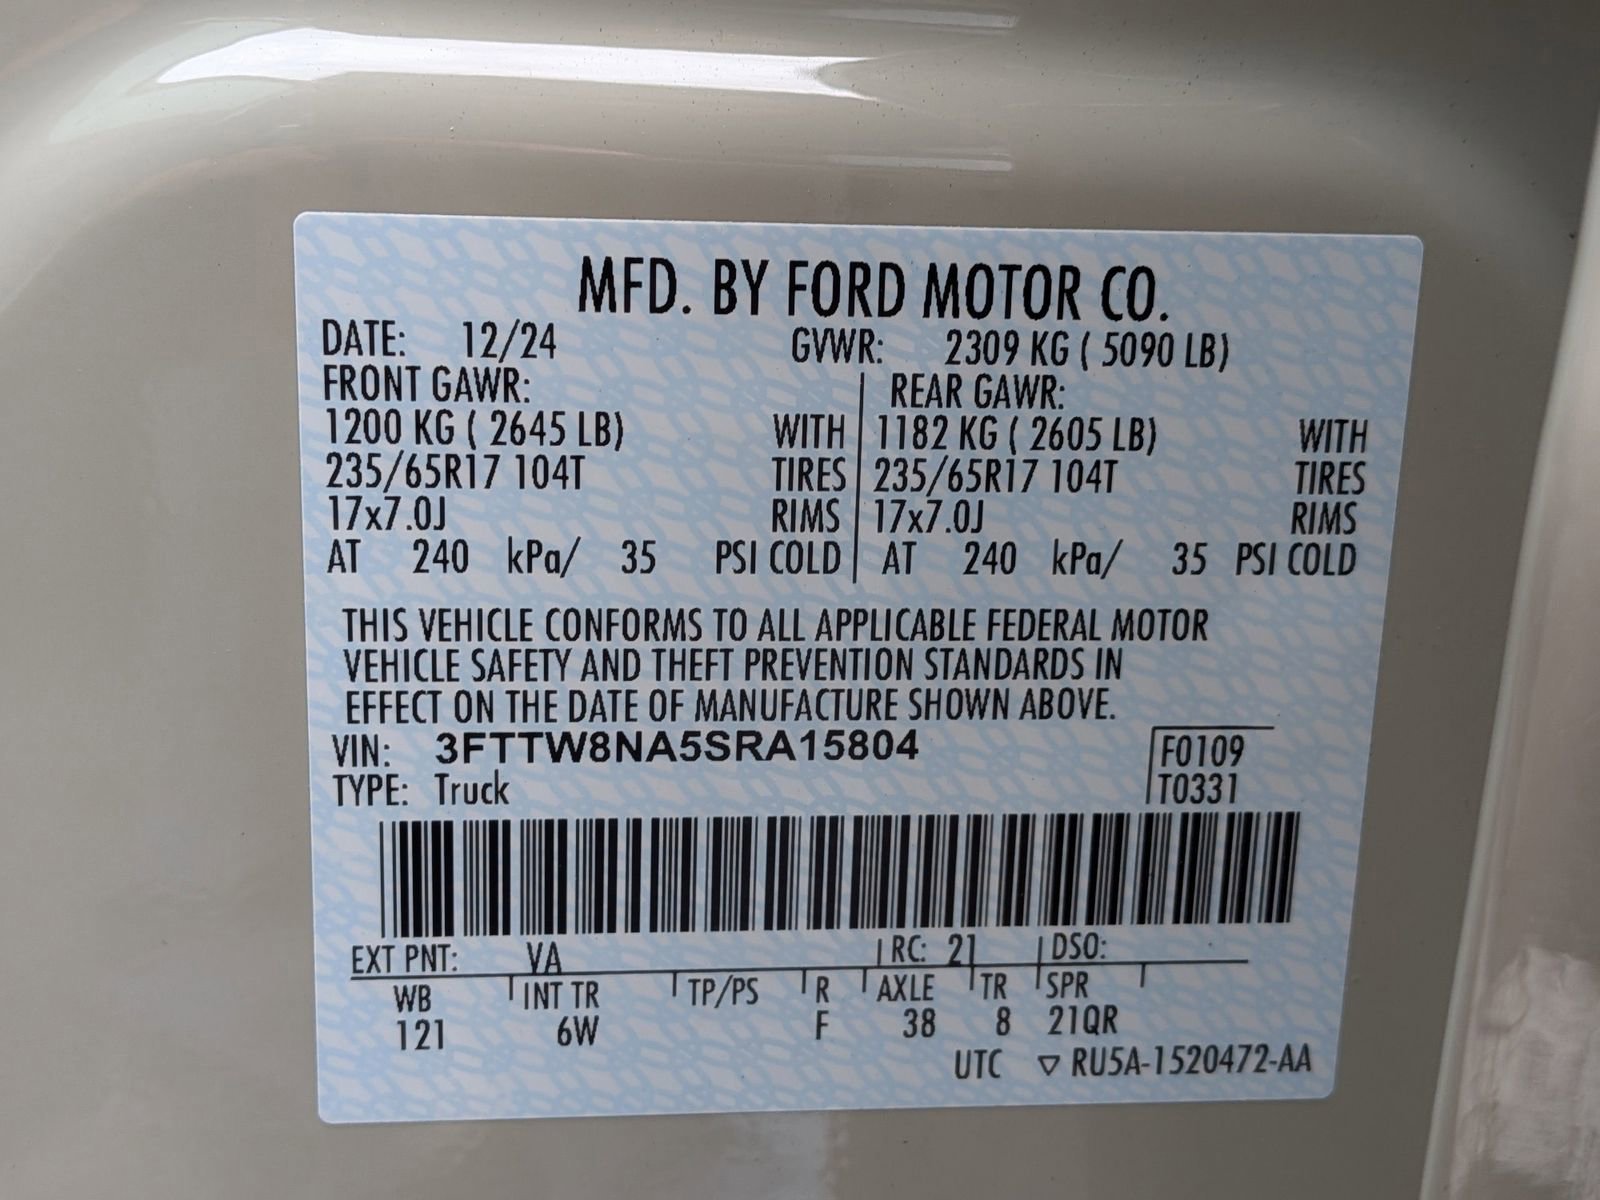 MFD. BY FORD MOTOR CO.
DATE: 12/24 GVWR: 2309 KG ( 5090 LB)
FRONT GAWR: REAR GAWR:
1200 KG ( 2645 LB) WITH 1182 KG ( 2605 LB) WITH
235/65R17 104T TIRES 235/65R17 104T TIRES
17x7.0J RIMS 17x7.0J RIMS
AT 240 kPa/ 35 PSI COLD AT 240 kPa/ 35 PSI COLD
THIS VEHICLE CONFORMS TO ALL APPLICABLE FEDERAL MOTOR
VEHICLE SAFETY AND THEFT PREVENTION STANDARDS IN
EFFECT ON THE DATE OF MANUFACTURE SHOWN ABOVE.
VIN: 3FTTW8NA5SRA15804 F0109
TYPE: Truck T0331
EXT PNT: VA RC: 21 DSO:
WB INT TR TP/PS R AXLE TR SPR
121 6W F 38 8 21QR
UTC ▽ RU5A-1520472-AA